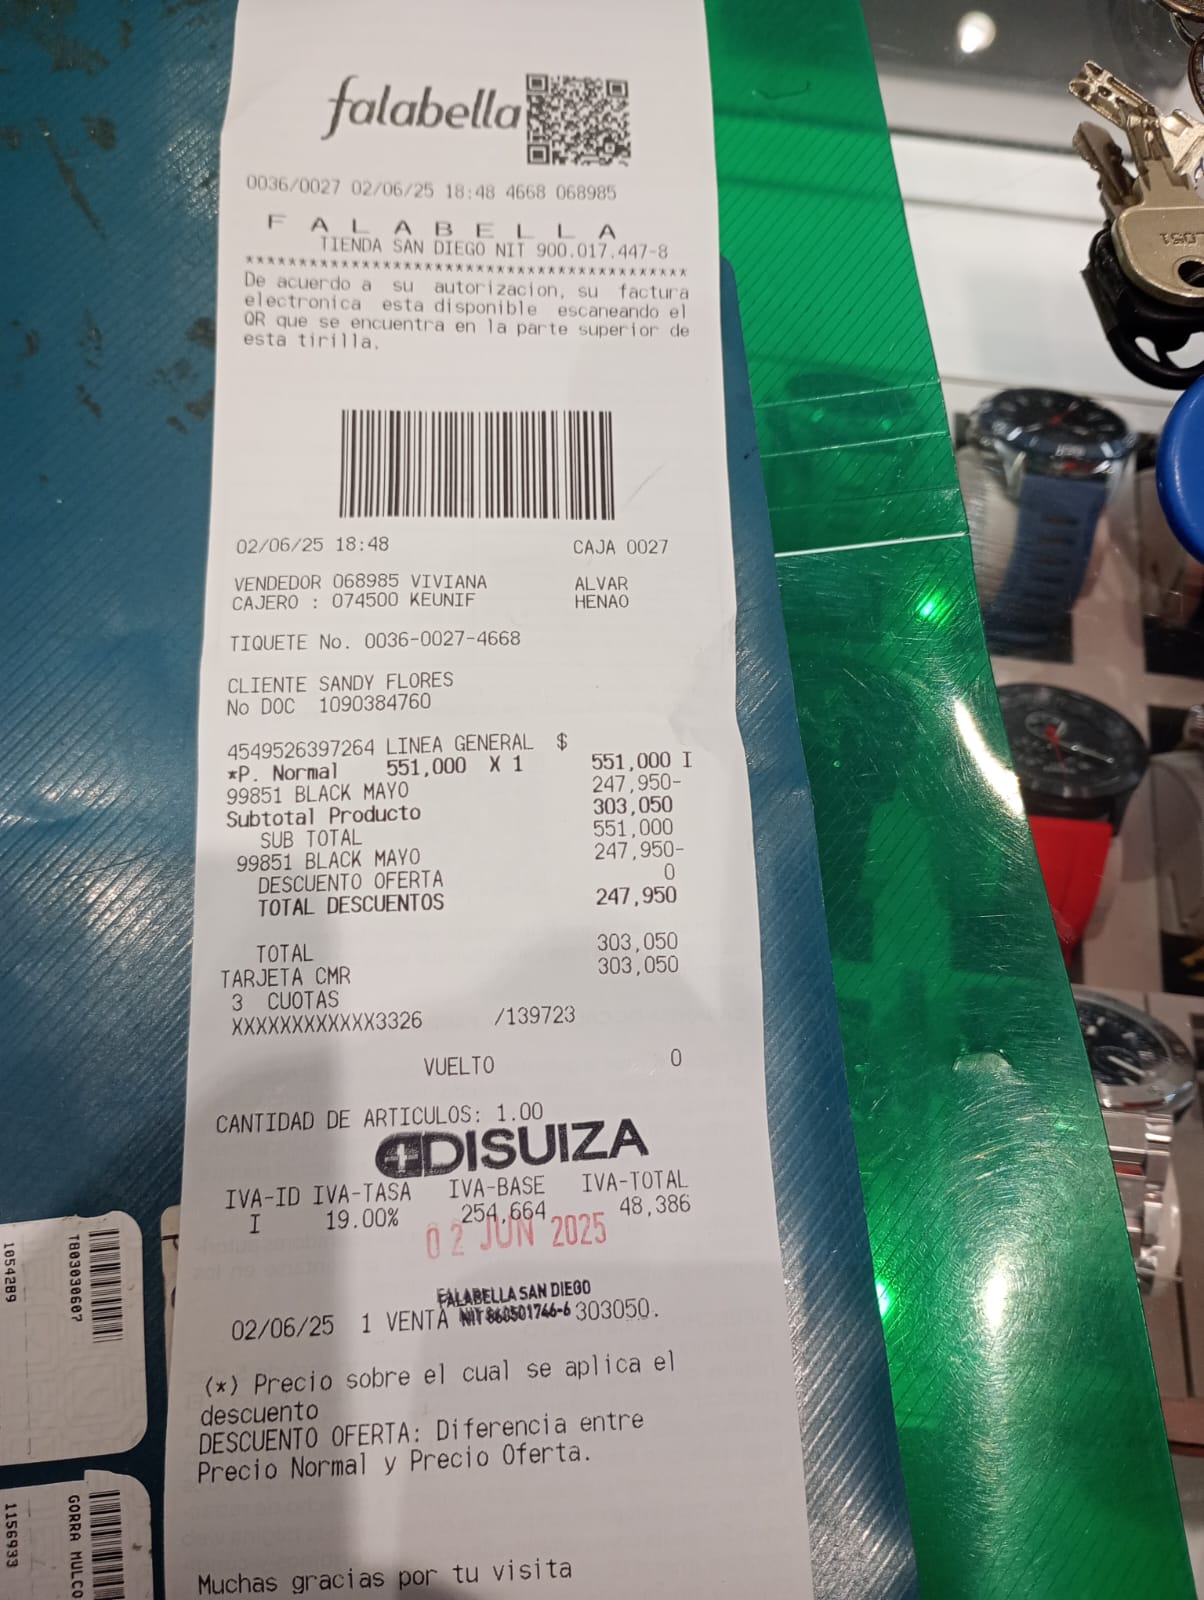 falabella
0036/0027 02/06/25 18:48 4668 068985
F A L A B E L L A
TIENDA SAN DIEGO NIT 900.017.447-8
******************************************
De acuerdo a su autorizacion, su factura
electronica esta disponible escaneando el
QR que se encuentra en la parte superior de
esta tirilla.
02/06/25 18:48 CAJA 0027
VENDEDOR 068985 VIVIANA ALVAR
CAJERO : 074500 KEUNIF HENAO
TIQUETE No. 0036-0027-4668
CLIENTE SANDY FLORES
No DOC 1090384760
4549526397264 LINEA GENERAL $
*P. Normal 551,000 X 1 551,000 I
99851 BLACK MAYO 247,950-
Subtotal Producto 303,050
SUB TOTAL 551,000
99851 BLACK MAYO 247,950-
DESCUENTO OFERTA 0
TOTAL DESCUENTOS 247,950
TOTAL 303,050
TARJETA CMR 303,050
3 CUOTAS
XXXXXXXXXXXX3326 /139723
VUELTO 0
CANTIDAD DE ARTICULOS: 1.00
DISUIZA
IVA-ID IVA-TASA IVA-BASE IVA-TOTAL
I 19.00% 254,664 48,386
02 JUN 2025
FALABELLA SAN DIEGO
NIT 860501766-6
02/06/25 1 VENTA 303050.
(*) Precio sobre el cual se aplica el
descuento
DESCUENTO OFERTA: Diferencia entre
Precio Normal y Precio Oferta.
Muchas gracias por tu visita
TB03030607
1054289
GORRA MULCO
1156933